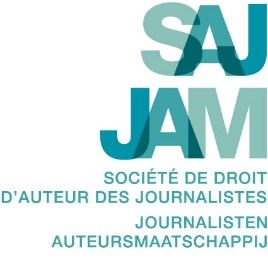 SAJ
JAM
SOCIÉTÉ DE DROIT
D'AUTEUR DES JOURNALISTES
JOURNALISTEN
AUTEURSMAATSCHAPPIJ